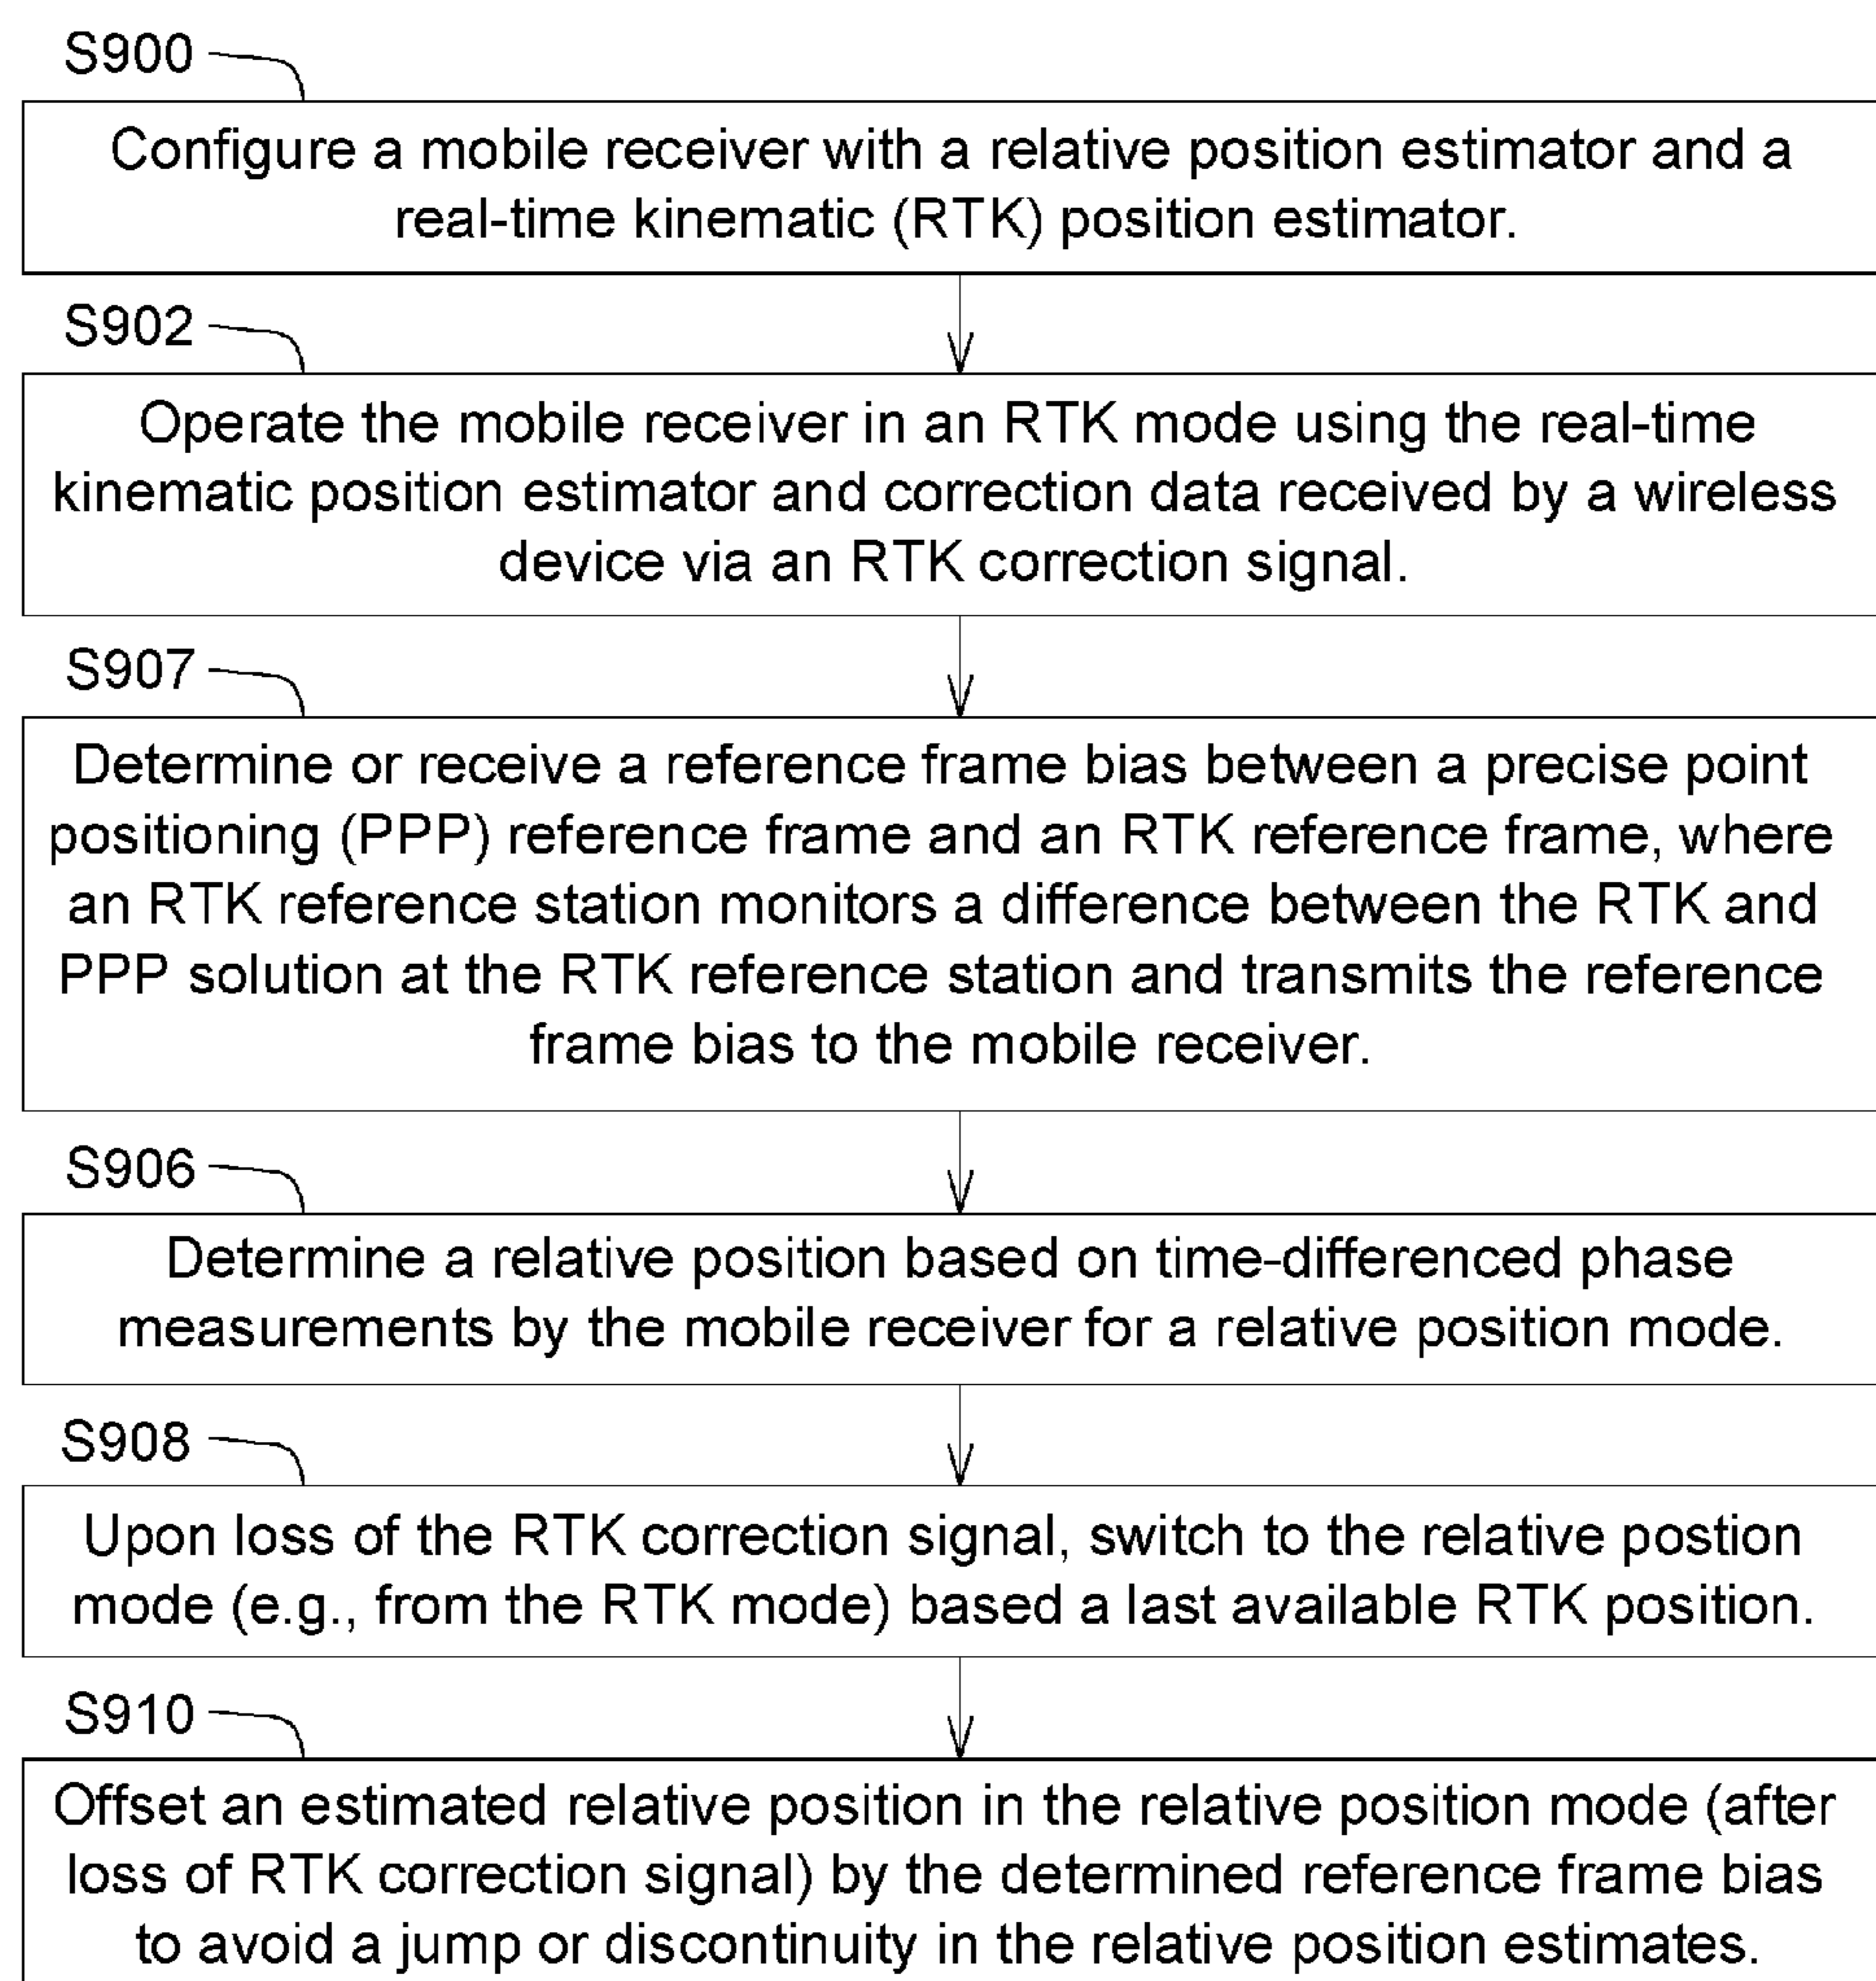 S900
Configure a mobile receiver with a relative position estimator and a
real-time kinematic (RTK) position estimator.
S902
Operate the mobile receiver in an RTK mode using the real-time
kinematic position estimator and correction data received by a wireless
device via an RTK correction signal.
S907
Determine or receive a reference frame bias between a precise point
positioning (PPP) reference frame and an RTK reference frame, where
an RTK reference station monitors a difference between the RTK and
PPP solution at the RTK reference station and transmits the reference
frame bias to the mobile receiver.
S906
Determine a relative position based on time-differenced phase
measurements by the mobile receiver for a relative position mode.
S908
Upon loss of the RTK correction signal, switch to the relative postion
mode (e.g., from the RTK mode) based a last available RTK position.
S910
Offset an estimated relative position in the relative position mode (after
loss of RTK correction signal) by the determined reference frame bias
to avoid a jump or discontinuity in the relative position estimates.